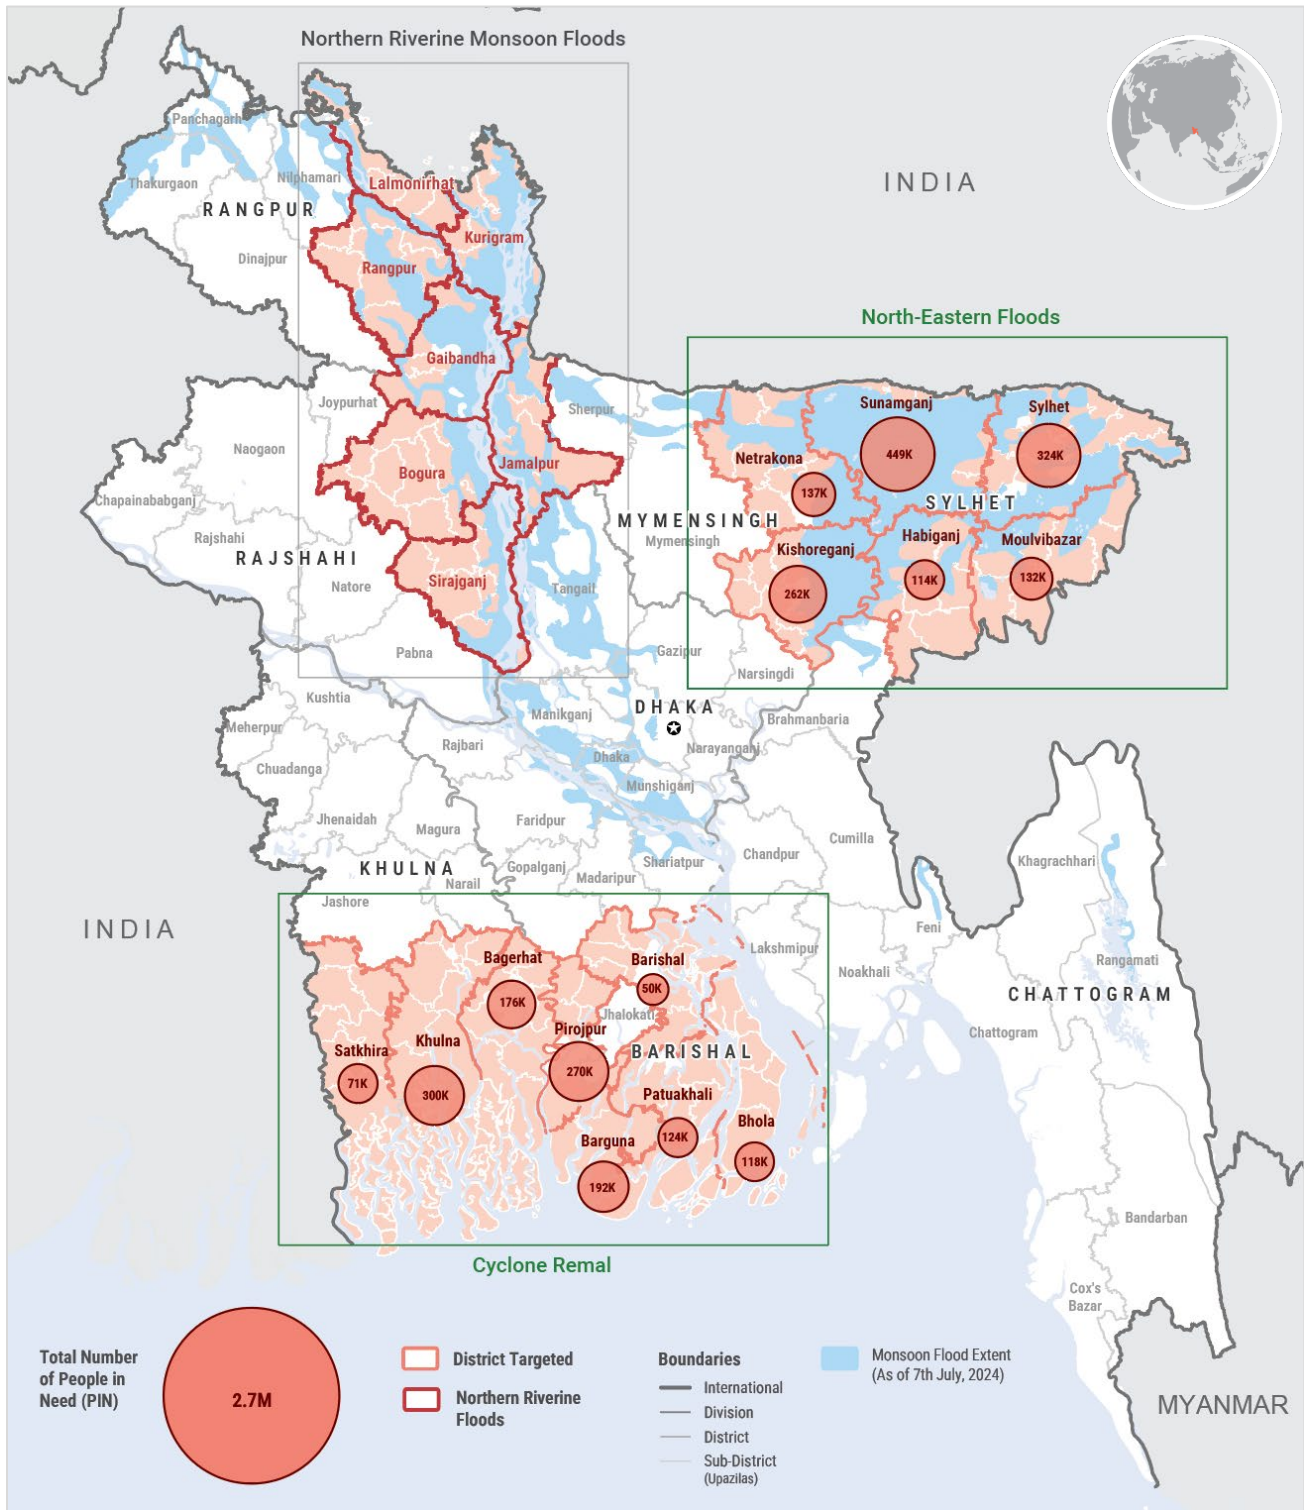 Northern Riverine Monsoon Floods
Panchagarh
Thakurgaon
Nilphamari
Lalmonirhat
RANGPUR
INDIA
Kurigram
Dinajpur
Rangpur
North-Eastern Floods
Gaibandha
Joypurhat
Sherpur
Sunamganj
Sylhet
Naogaon
449K
324K
Netrakona
Bogura
Jamalpur
137K
Chapainababganj
SYLHET
MYMENSINGH
Rajshahi
Mymensingh
Habiganj
Moulvibazar
RAJSHAHI
Kishoreganj
Natore
Sirajganj
Tangail
262K
114K
132K
Pabna
Gazipur
Narsingdi
Kushtia
DHAKA
Manikganj
Brahmanbaria
Meherpur
Rajbari
Narayanganj
Chuadanga
Dhaka
Munshiganj
Jhenaidah
Magura
Faridpur
Cumilla
Chandpur
Shariatpur
Khagrachhari
KHULNA
Gopalganj
Madaripur
Narail
Jashore
INDIA
Feni
Lakshmipur
Bagerhat
Barishal
Noakhali
Rangamati
50K
176K
CHATTOGRAM
Jhalokati
Pirojpur
Chattogram
Khulna
Satkhira
BARISHAL
71K
300K
270K
Patuakhali
Bhola
Barguna
124K
118K
192K
Bandarban
Cyclone Remal
Cox's
Bazar
Total Number
of People in
Need (PIN)
2.7M
District Targeted
Northern Riverine
Floods
Boundaries
International
Division
District
Sub-District
(Upazilas)
Monsoon Flood Extent
(As of 7th July, 2024)
MYANMAR